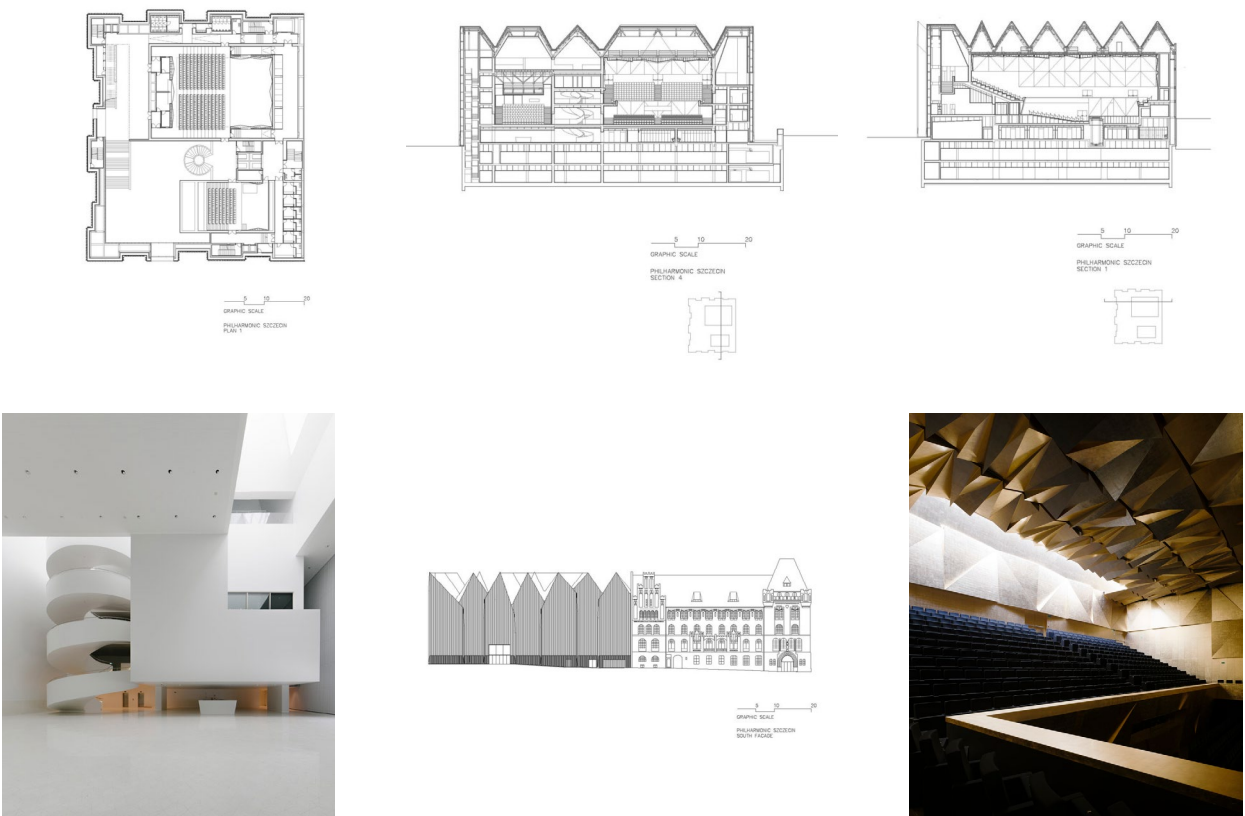 5 10 20
GRAPHIC SCALE
PHILHARMONIC SZCZECIN
PLAN 1
5 10 20
GRAPHIC SCALE
PHILHARMONIC SZCZECIN
SECTION 4
5 10 20
GRAPHIC SCALE
PHILHARMONIC SZCZECIN
SECTION 1
5 10 20
GRAPHIC SCALE
PHILHARMONIC SZCZECIN
SOUTH FACADE